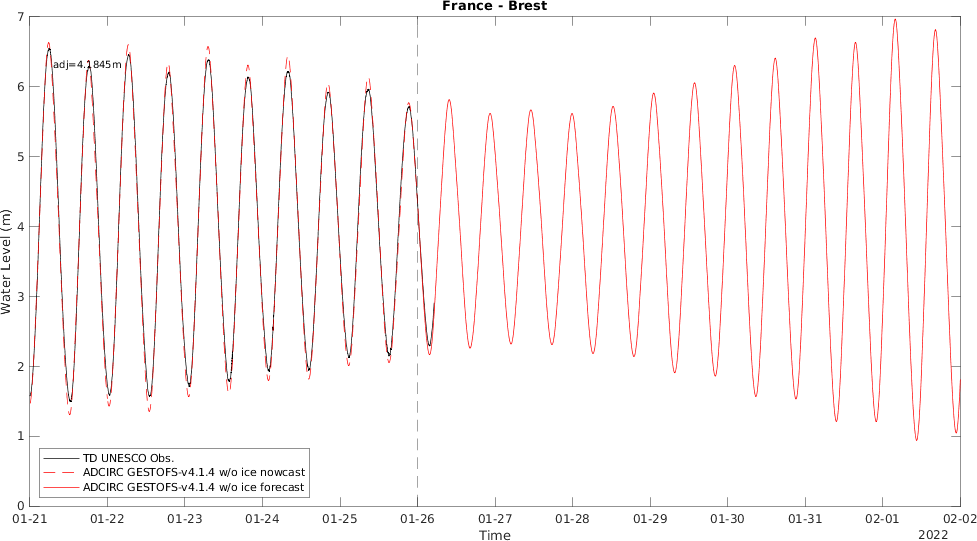 France - Brest
7
adj=4.1845m
6
5
4
3
2
1
0
Water Level (m)
TD UNESCO Obs.
ADCIRC GESTOFS-v4.1.4 w/o ice nowcast
ADCIRC GESTOFS-v4.1.4 w/o ice forecast
01-21 01-22 01-23 01-24 01-25 01-26 01-27 01-28 01-29 01-30 01-31 02-01 02-02
Time
2022